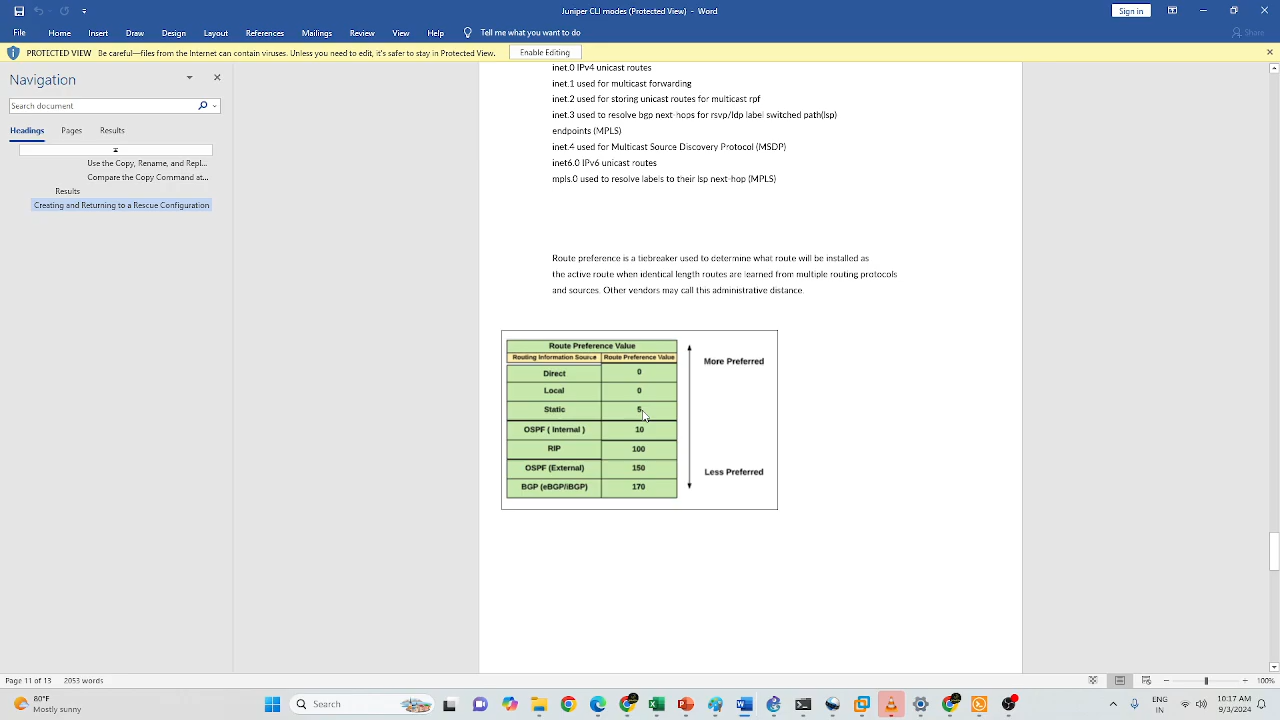 Juniper CLI mode overview - Protected View - Word
Sign in
File Home Insert Draw Design Layout References Mailings Review View Help Tell me what you want to do Share
PROTECTED VIEW Be careful—files from the Internet can contain viruses. Unless you need to edit, it's safer to stay in Protected View. Enable Editing
Navigation
Search document
Headings Pages Results
Use the Copy, Rename, and Repl...
Compare the Copy Command at...
Results
Creating and Returning to a Rescue Configuration
inet.0 IPv4 unicast routes
inet.1 used for multicast forwarding
inet.2 used for storing unicast routes for multicast rpf
inet.3 used to resolve bgp next-hops for rsvp/ldp label switched path(lsp)
endpoints (MPLS)
inet.4 used for Multicast Source Discovery Protocol (MSDP)
inet6.0 IPv6 unicast routes
mpls.0 used to resolve labels to their lsp next-hop (MPLS)
Route preference is a tiebreaker used to determine what route will be installed as
the active route when identical length routes are learned from multiple routing protocols
and sources. Other vendors may call this administrative distance.
Route Preference Value
Routing Information Source Route Preference Value
Direct 0
Local 0
Static 5
OSPF ( Internal ) 10
RIP 100
OSPF (External) 150
BGP (eBGP/iBGP) 170
More Preferred
Less Preferred
Page 11 of 13 2053 words
100%
80°F
Mostly sunny
Search
ENG
IN
10:17 AM
9/3/2024